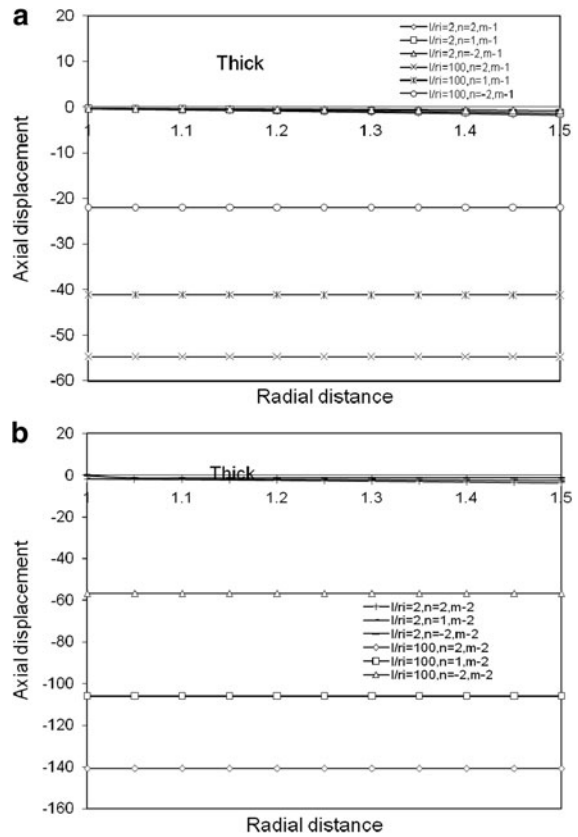 a
20
10
0
-10
-20
-30
-40
-50
-60
Axial displacement
Thick
l/ri=2,n=2,m-1
l/ri=2,n=1,m-1
l/ri=2,n=-2,m-1
l/ri=100,n=2,m-1
l/ri=100,n=1,m-1
l/ri=100,n=-2,m-1
1 1.1 1.2 1.3 1.4 1.5
Radial distance
b
20
0
-20
-40
-60
-80
-100
-120
-140
-160
Axial displacement
Thick
1 1.1 1.2 1.3 1.4 1.5
l/ri=2,n=2,m-2
l/ri=2,n=1,m-2
l/ri=2,n=-2,m-2
l/ri=100,n=2,m-2
l/ri=100,n=1,m-2
l/ri=100,n=-2,m-2
Radial distance